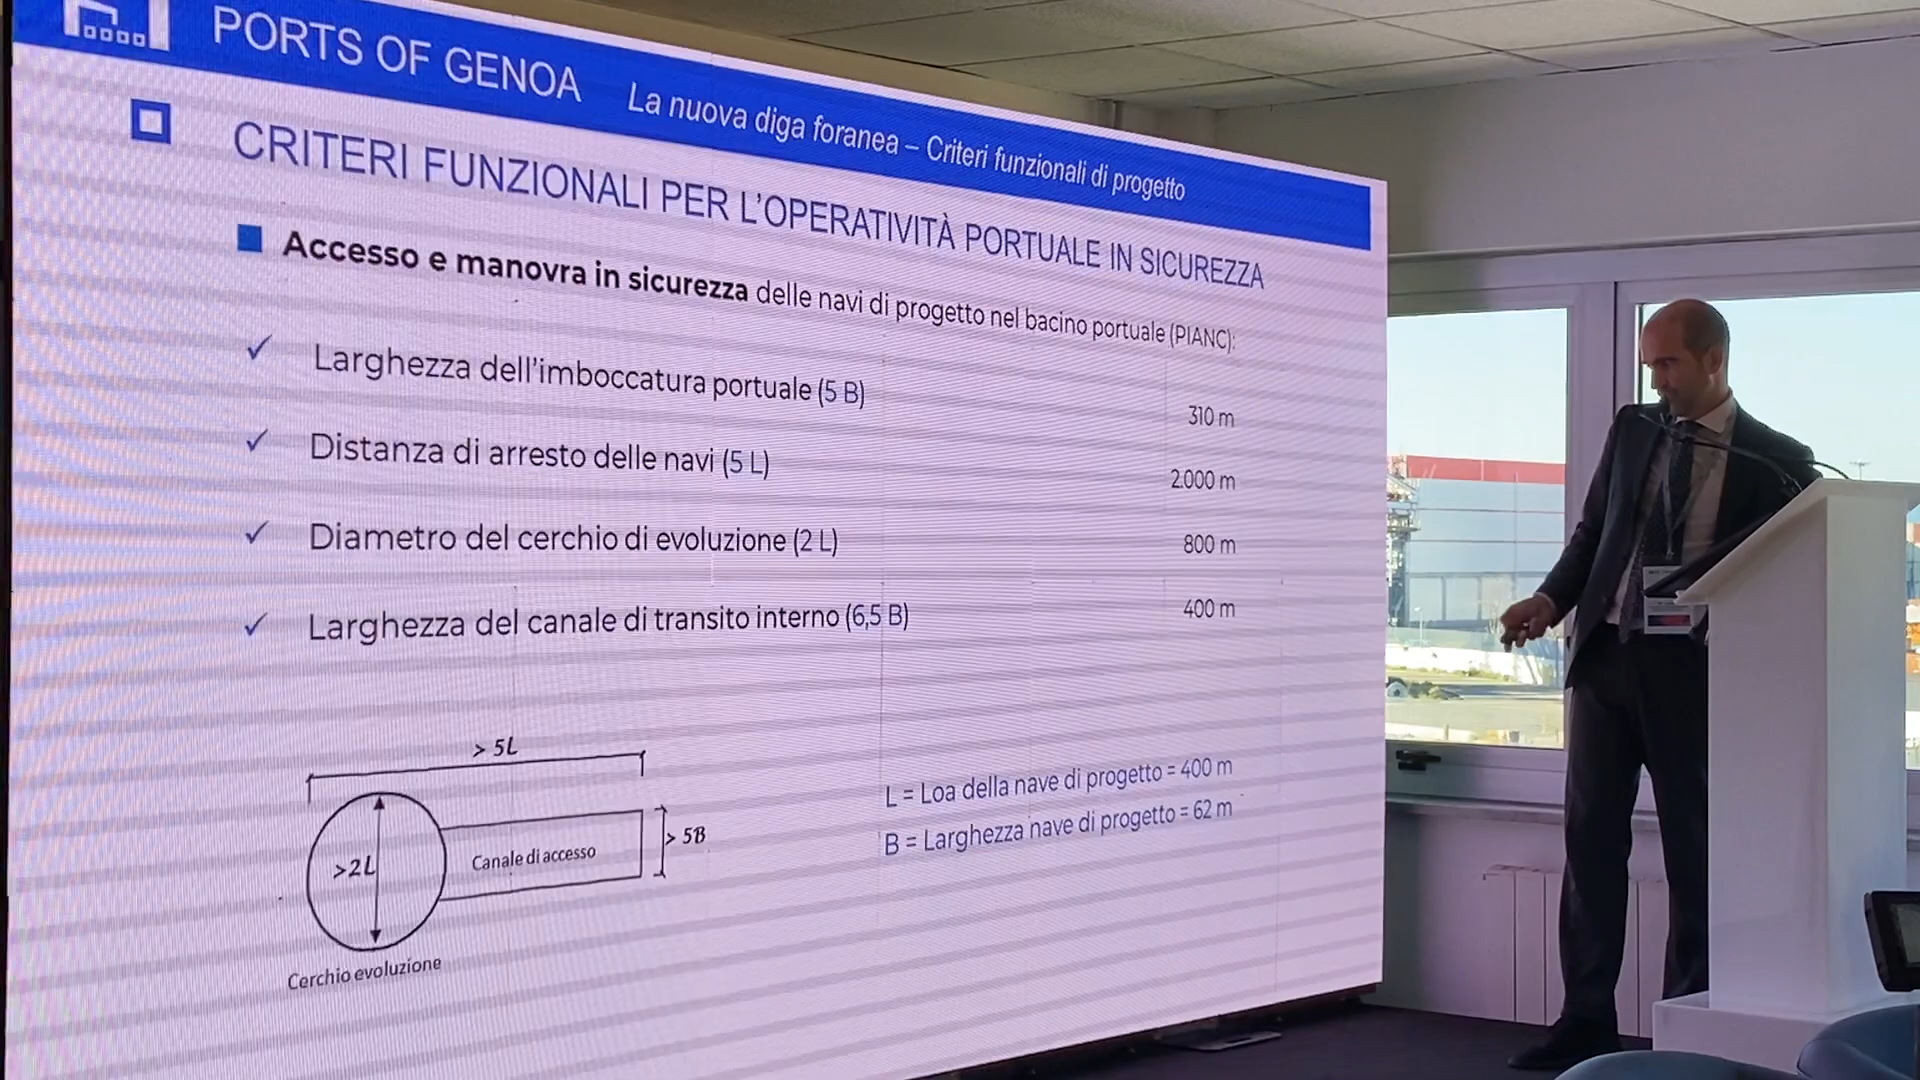 PORTS OF GENOA La nuova diga foranea – Criteri funzionali di progetto
CRITERI FUNZIONALI PER L'OPERATIVITÀ PORTUALE IN SICUREZZA
Accesso e manovra in sicurezza delle navi di progetto nel bacino portuale (PIANC):
Larghezza dell'imboccatura portuale (5 B) 310 m
Distanza di arresto delle navi (5 L) 2.000 m
Diametro del cerchio di evoluzione (2 L) 800 m
Larghezza del canale di transito interno (6,5 B) 400 m
> 5L
>2L
Canale di accesso
> 5B
Cerchio evoluzione
L = Loa della nave di progetto = 400 m
B = Larghezza nave di progetto = 62 m